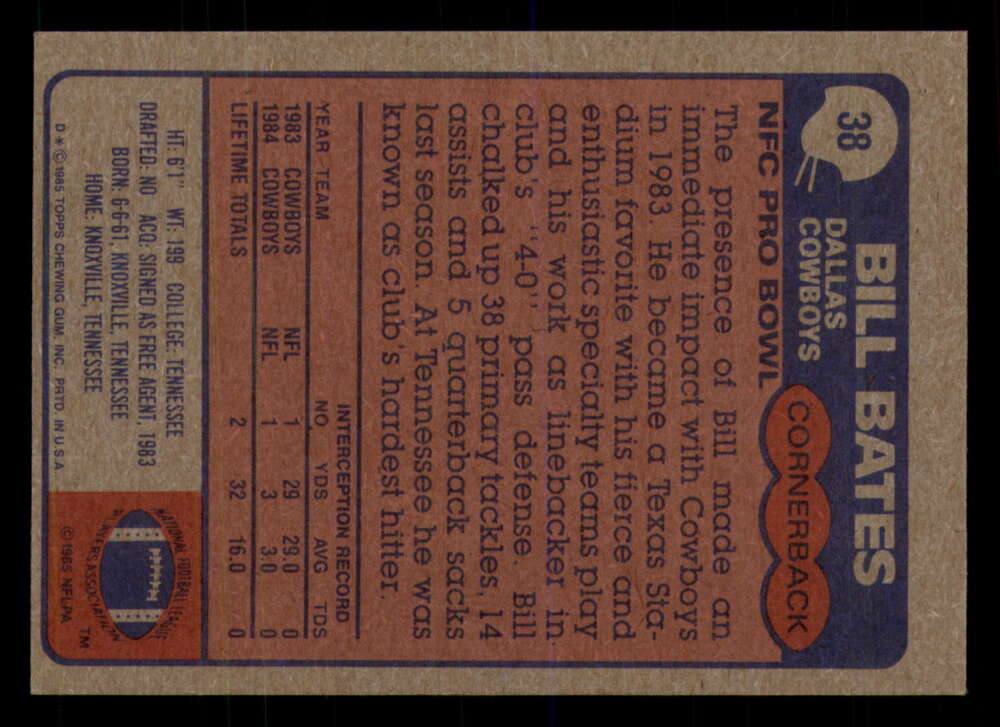 38
BILL BATES
DALLAS
COWBOYS
CORNERBACK
NFC PRO BOWL
The presence of Bill made an
immediate impact with Cowboys
in 1983. He became a Texas Sta-
dium favorite with his fierce and
enthusiastic specialty teams play
and his work as linebacker in
club's "4-0" pass defense. Bill
chalked up 38 primary tackles, 14
assists and 5 quarterback sacks
last season. At Tennessee he was
known as club's hardest hitter.
INTERCEPTION RECORD
YEAR TEAM NO. YDS AVG TDS
1983 COWBOYS NFL 1 29 29.0 0
1984 COWBOYS NFL 1 3 3.0 0
LIFETIME TOTALS 2 32 16.0 0
HT: 6'1" WT: 199 COLLEGE: TENNESSEE
DRAFTED: NO ACQ: SIGNED AS FREE AGENT, 1983
BORN: 6-6-61, KNOXVILLE, TENNESSEE
HOME: KNOXVILLE, TENNESSEE
D * © 1985 TOPPS CHEWING GUM, INC. PRTD. IN U.S.A.
NATIONAL FOOTBALL LEAGUE
PLAYERS ASSOCIATION
TM
© 1985 NFLPA